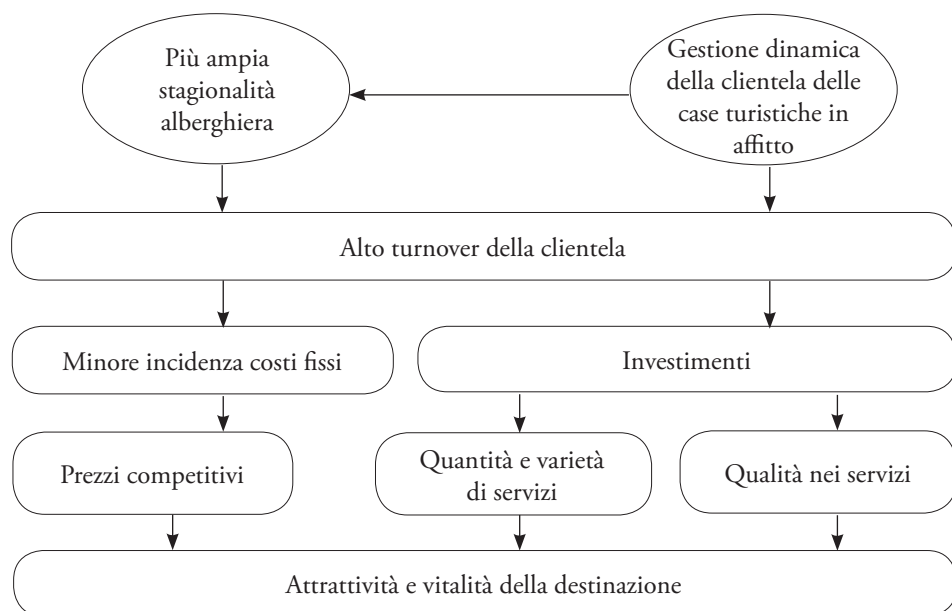 Più ampia
stagionalità
alberghiera
Gestione dinamica
della clientela delle
case turistiche in
affitto
Alto turnover della clientela
Minore incidenza costi fissi
Investimenti
Prezzi competitivi
Quantità e varietà
di servizi
Qualità nei servizi
Attrattività e vitalità della destinazione